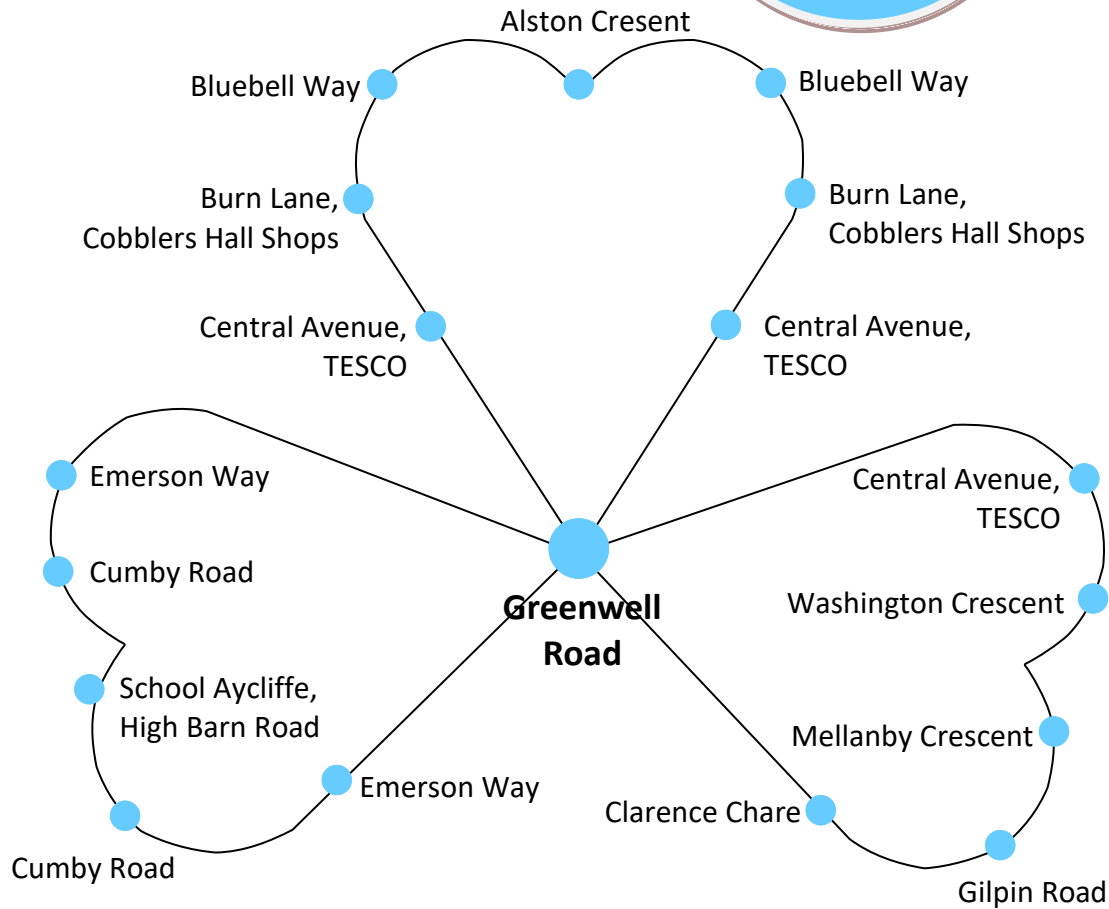 Alston Cresent
Bluebell Way
Bluebell Way
Burn Lane,
Cobblers Hall Shops
Burn Lane,
Cobblers Hall Shops
Central Avenue,
TESCO
Central Avenue,
TESCO
Emerson Way
Central Avenue,
TESCO
Cumby Road
Washington Crescent
Greenwell
Road
School Aycliffe,
High Barn Road
Mellanby Crescent
Emerson Way
Clarence Chare
Cumby Road
Gilpin Road